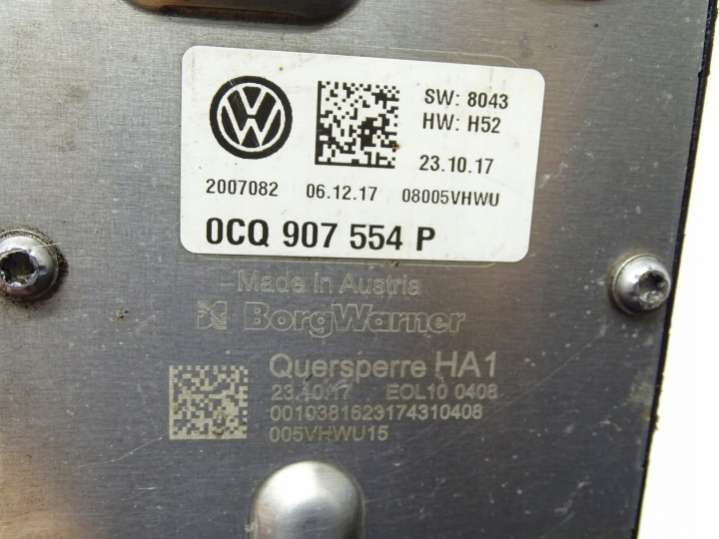 SW: 8043
HW: H52
23.10.17
2007082 06.12.17 08005VHWU
0CQ 907 554 P
Made in Austria
BorgWarner
Quersperre HA1
23.10.17 EOL10 0408
0010381623174310408
005VHWU15